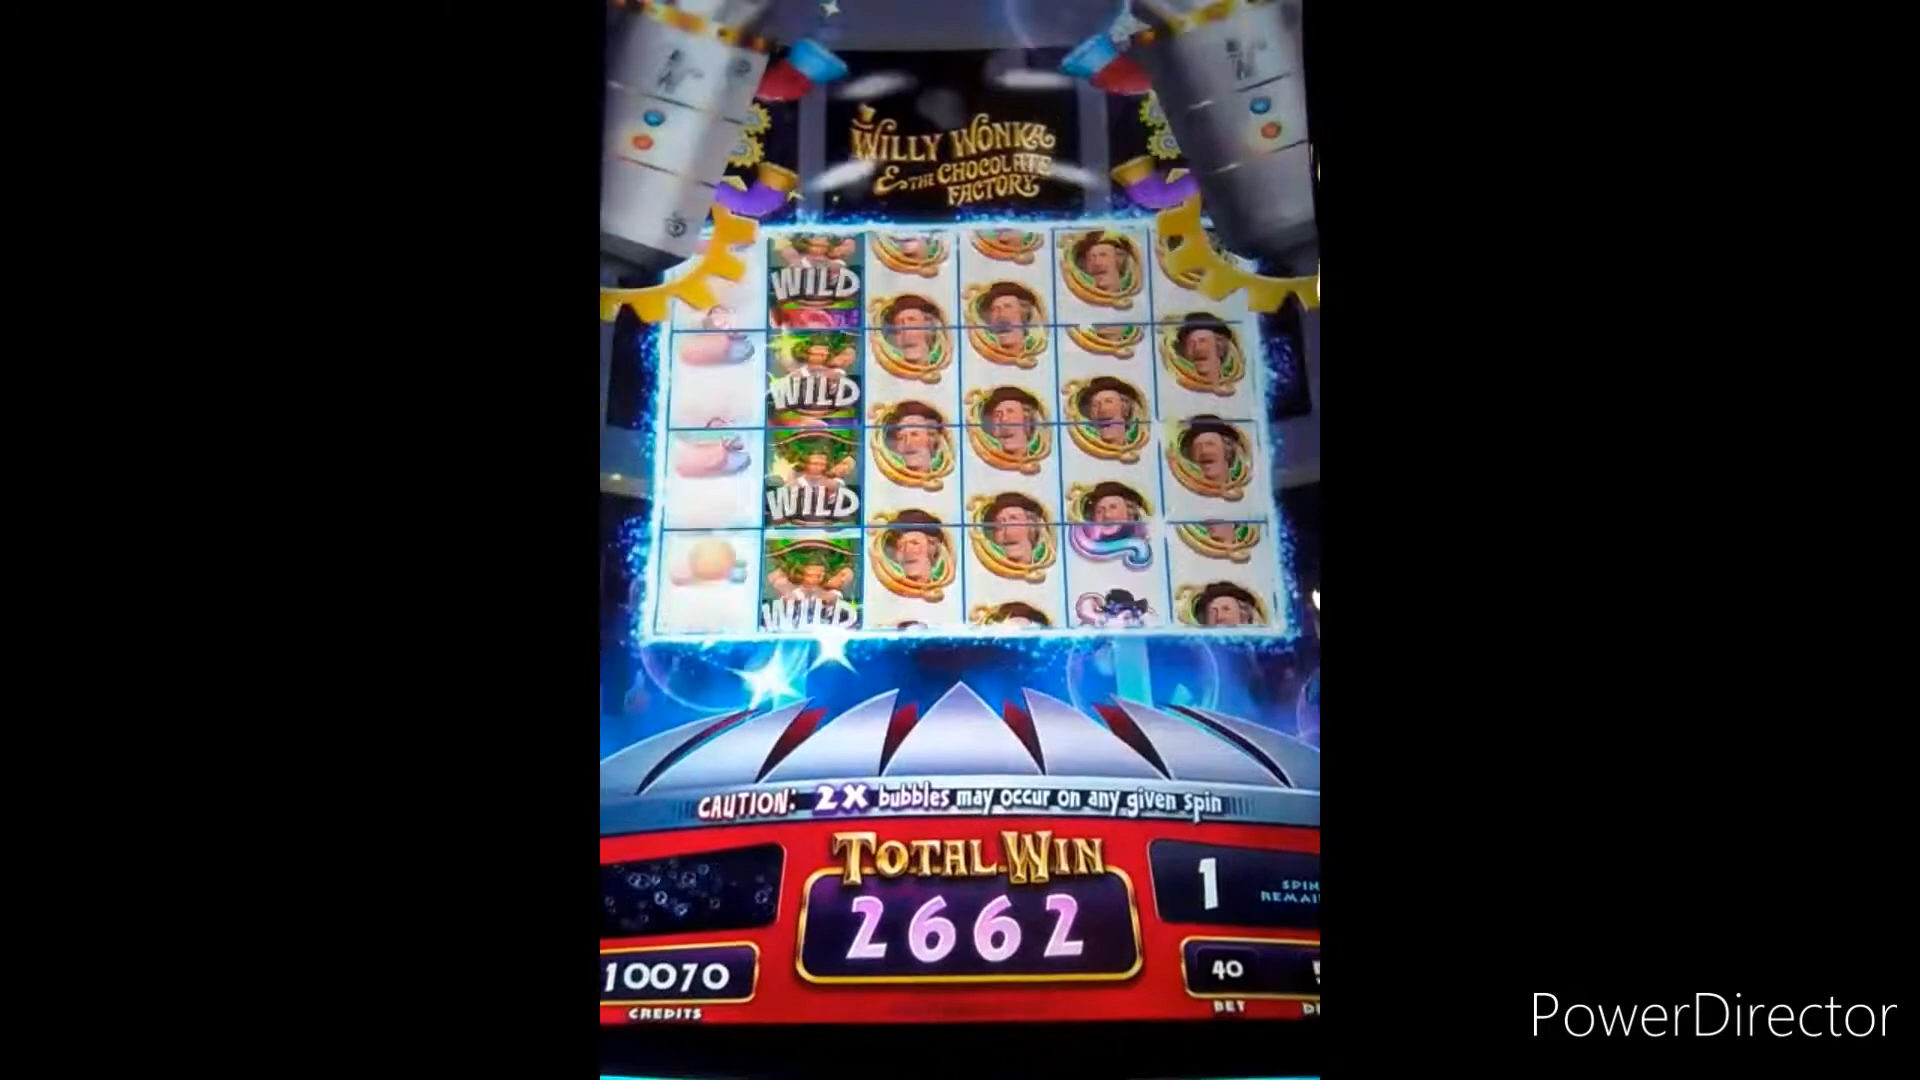 WILLY WONKA
& THE CHOCOLATE
FACTORY
WILD
WILD
WILD
WILD
CAUTION: 2X bubbles may occur on any given spin
TOTAL WIN
2662
1
10070
CREDITS
40
BET
PowerDirector